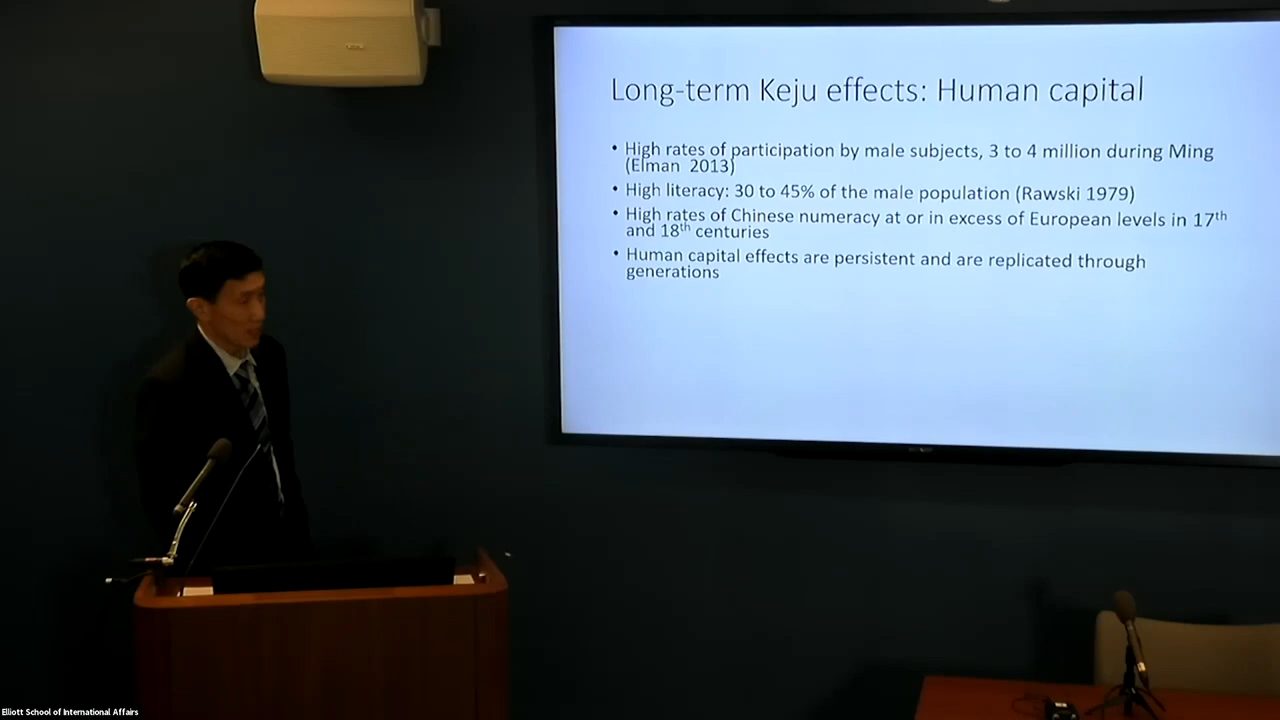 Long-term Keju effects: Human capital
• High rates of participation by male subjects, 3 to 4 million during Ming
(Elman 2013)
• High literacy: 30 to 45% of the male population (Rawski 1979)
• High rates of Chinese numeracy at or in excess of European levels in 17th
and 18th centuries
• Human capital effects are persistent and are replicated through
generations
Elliott School of International Affairs